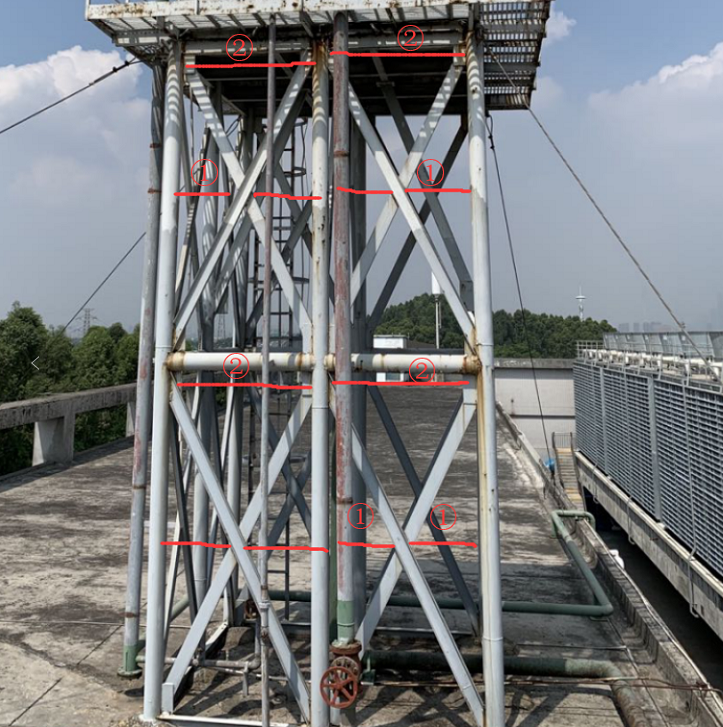 ② ②
① ①
② ②
① ①